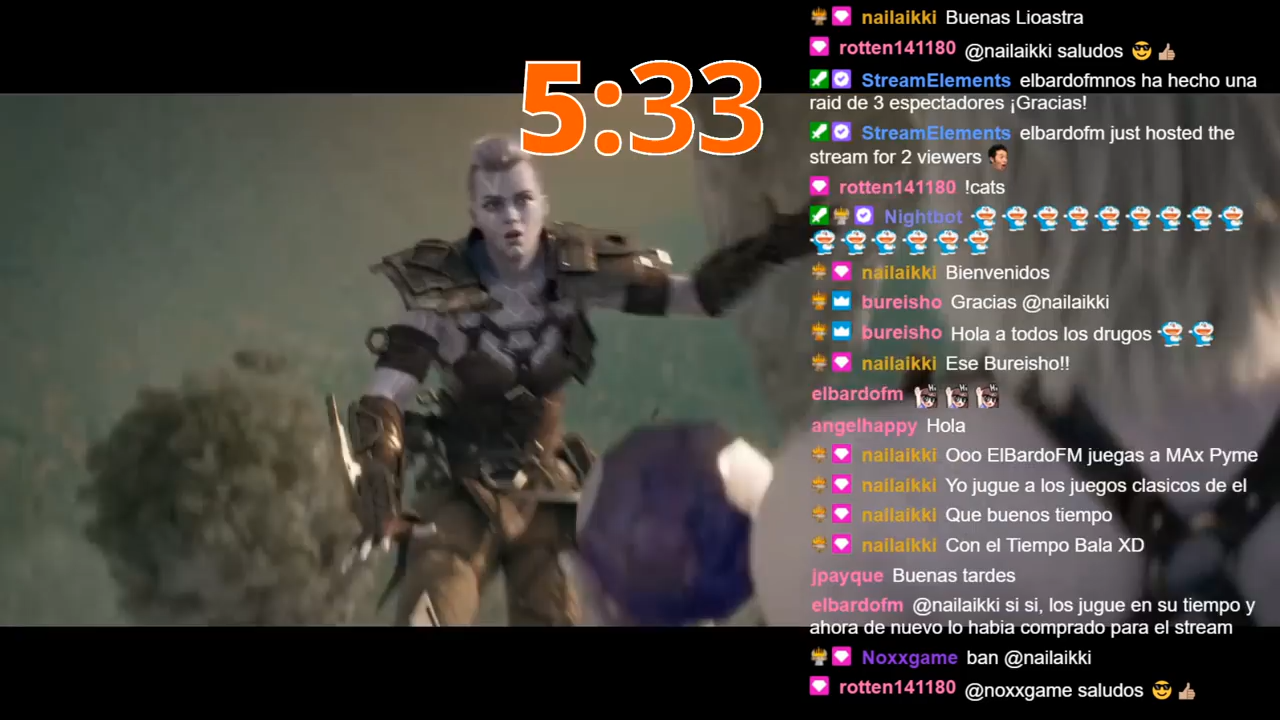 5:33
nailaikki Buenas Lioastra
rotten141180 @nailaikki saludos 😎 👍🏼
StreamElements elbardofmnos ha hecho una
raid de 3 espectadores ¡Gracias!
StreamElements elbardofm just hosted the
stream for 2 viewers
rotten141180 !cats
Nightbot
nailaikki Bienvenidos
bureisho Gracias @nailaikki
bureisho Hola a todos los drugos
nailaikki Ese Bureisho!!
elbardofm
angelhappy Hola
nailaikki Ooo ElBardoFM juegas a MAx Pyme
nailaikki Yo jugue a los juegos clasicos de el
nailaikki Que buenos tiempo
nailaikki Con el Tiempo Bala XD
jpayque Buenas tardes
elbardofm @nailaikki si si, los jugue en su tiempo y
ahora de nuevo lo habia comprado para el stream
Noxxgame ban @nailaikki
rotten141180 @noxxgame saludos 😎 👍🏼